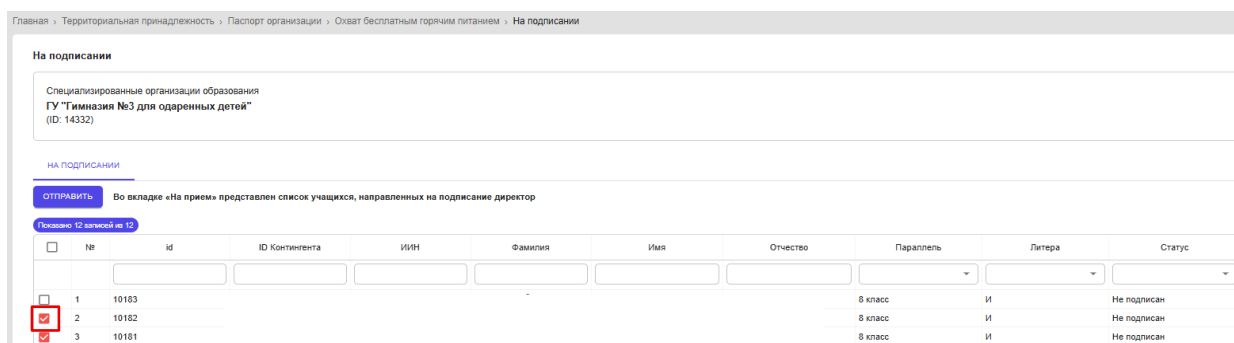 Главная › Территориальная принадлежность › Паспорт организации › Охват бесплатным горячим питанием › На подписании
На подписании
Специализированные организации образования
ГУ "Гимназия №3 для одаренных детей"
(ID: 14332)
НА ПОДПИСАНИИ
ОТПРАВИТЬ Во вкладке «На прием» представлен список учащихся, направленных на подписание директор
Показано 12 записей из 12
№ id ID Контингента ИИН Фамилия Имя Отчество Параллель Литера Статус
1 10183 8 класс И Не подписан
2 10182 8 класс И Не подписан
3 10181 8 класс И Не подписан